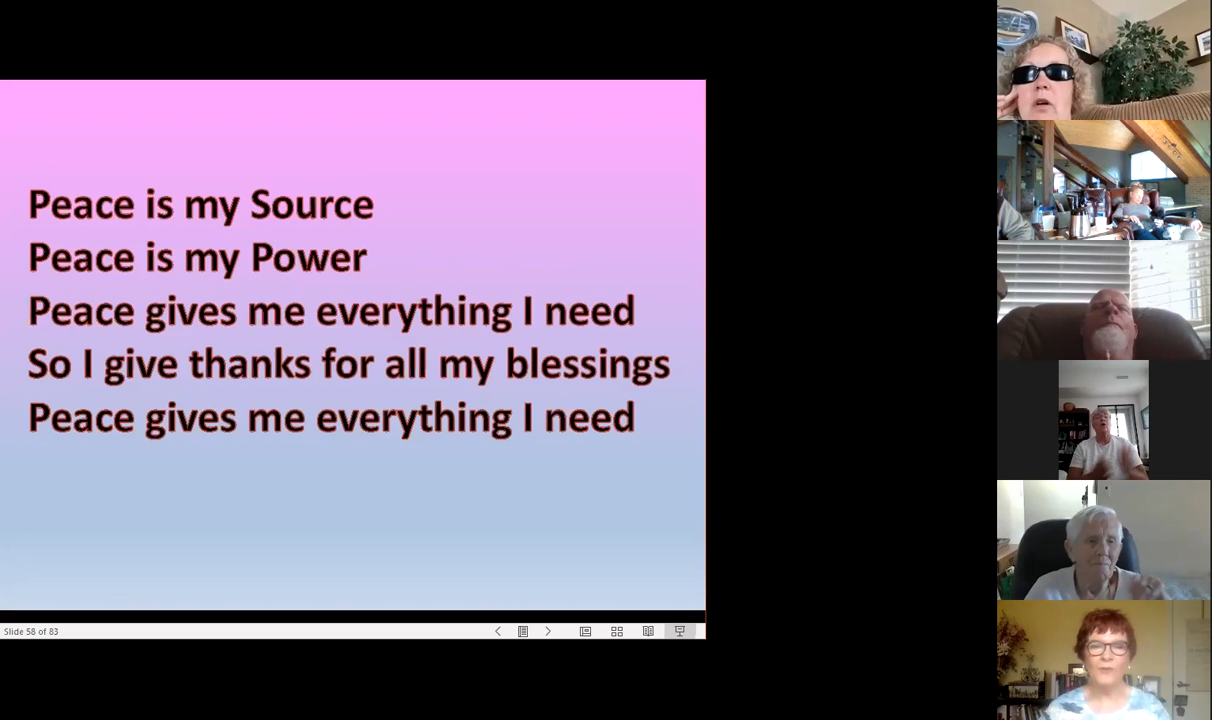 Peace is my Source
Peace is my Power
Peace gives me everything I need
So I give thanks for all my blessings
Peace gives me everything I need
Slide 58 of 83